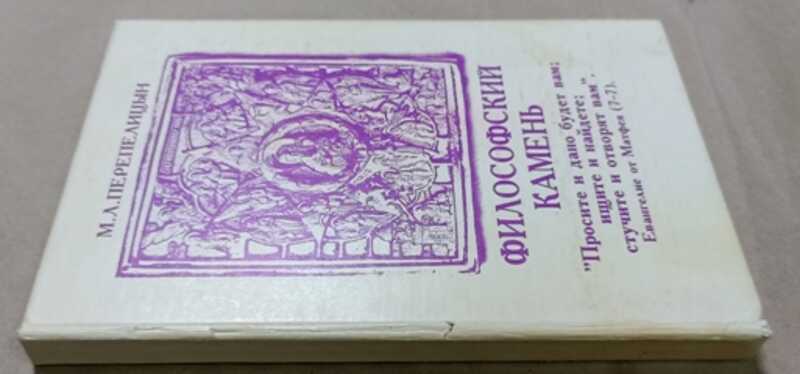 М.Л.ПЕРЕПЕЛИЦЫН
ФИЛОСОФСКИЙ
КАМЕНЬ
"Просите и дано будет вам;
ищите и найдете;
стучите и отворят вам".
Евангелие от Матфея (7-7).